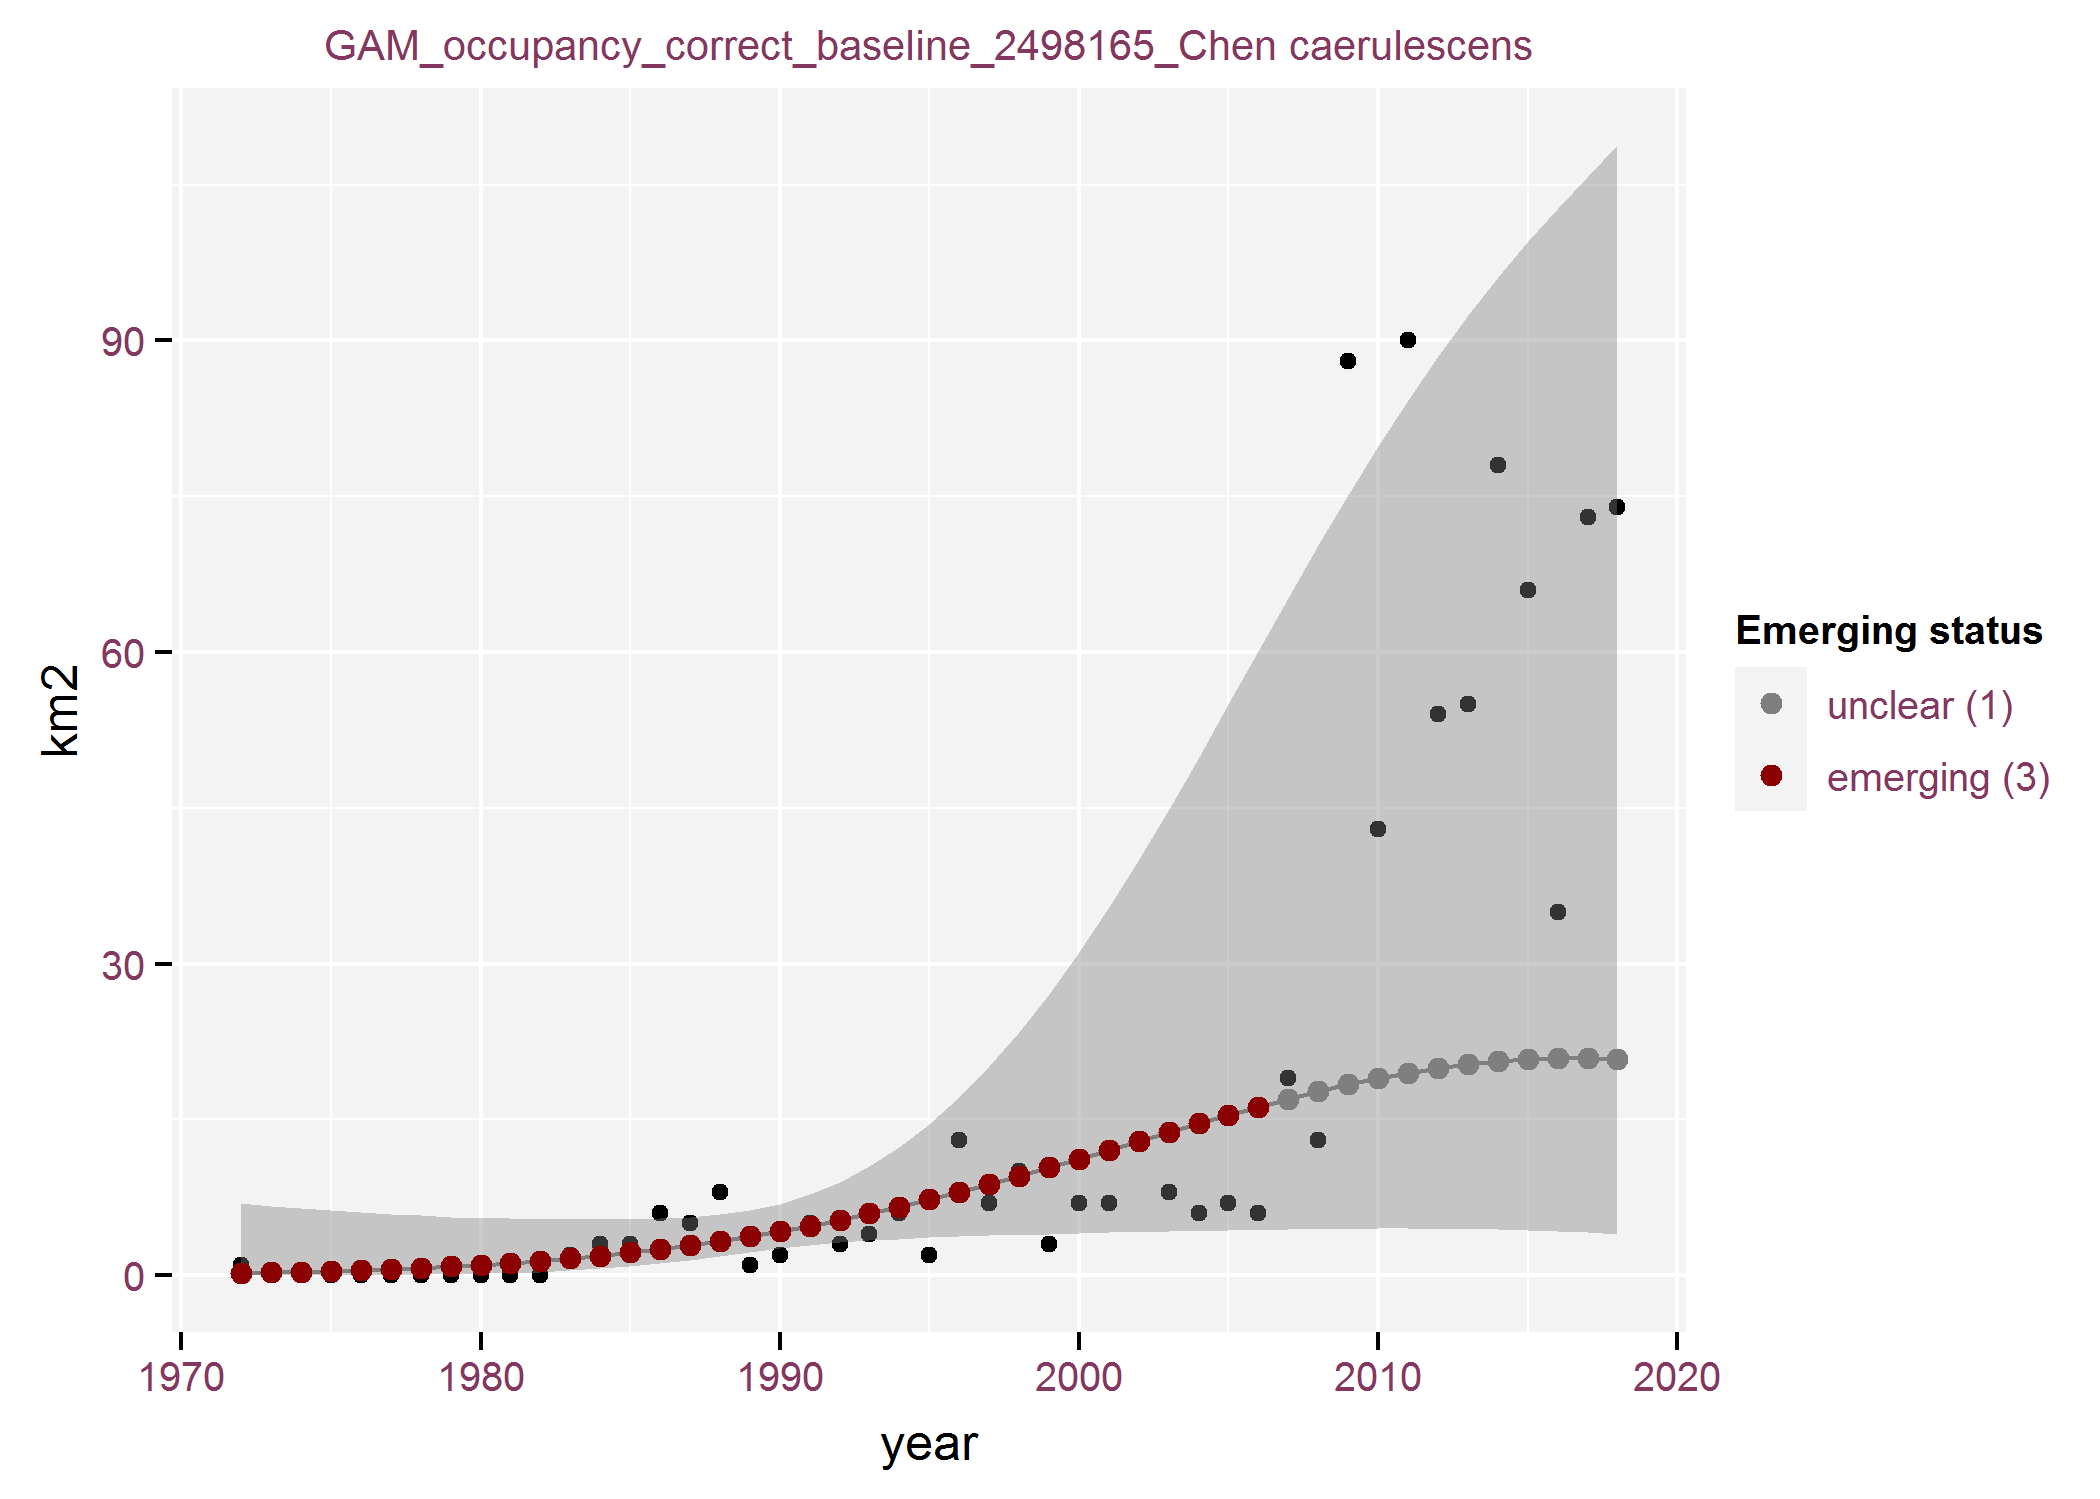 GAM_occupancy_correct_baseline_2498165_Chen caerulescens
90
60
30
0
km2
1970 1980 1990 2000 2010 2020
year
Emerging status
unclear (1)
emerging (3)